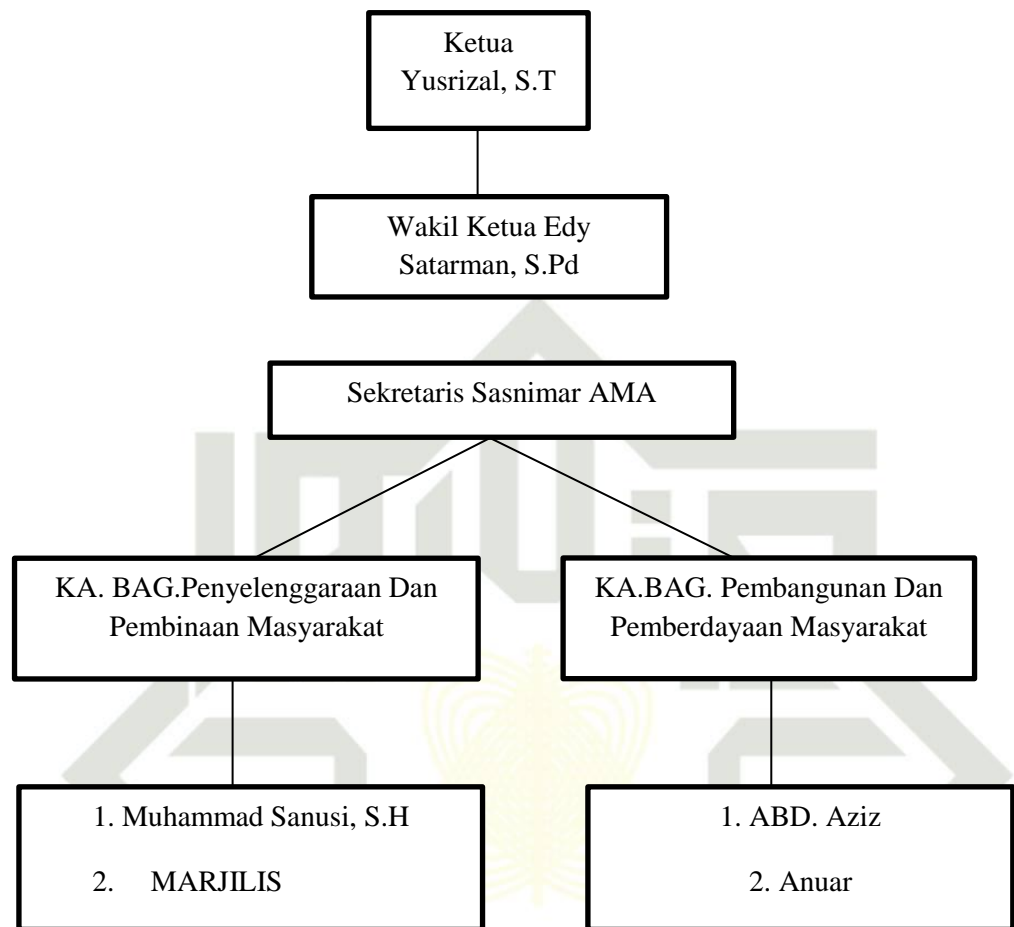 Ketua
Yusrizal, S.T
Wakil Ketua Edy
Satarman, S.Pd
Sekretaris Sasnimar AMA
KA. BAG.Penyelenggaraan Dan
Pembinaan Masyarakat
KA.BAG. Pembangunan Dan
Pemberdayaan Masyarakat
1. Muhammad Sanusi, S.H
2. MARJILIS
1. ABD. Aziz
2. Anuar